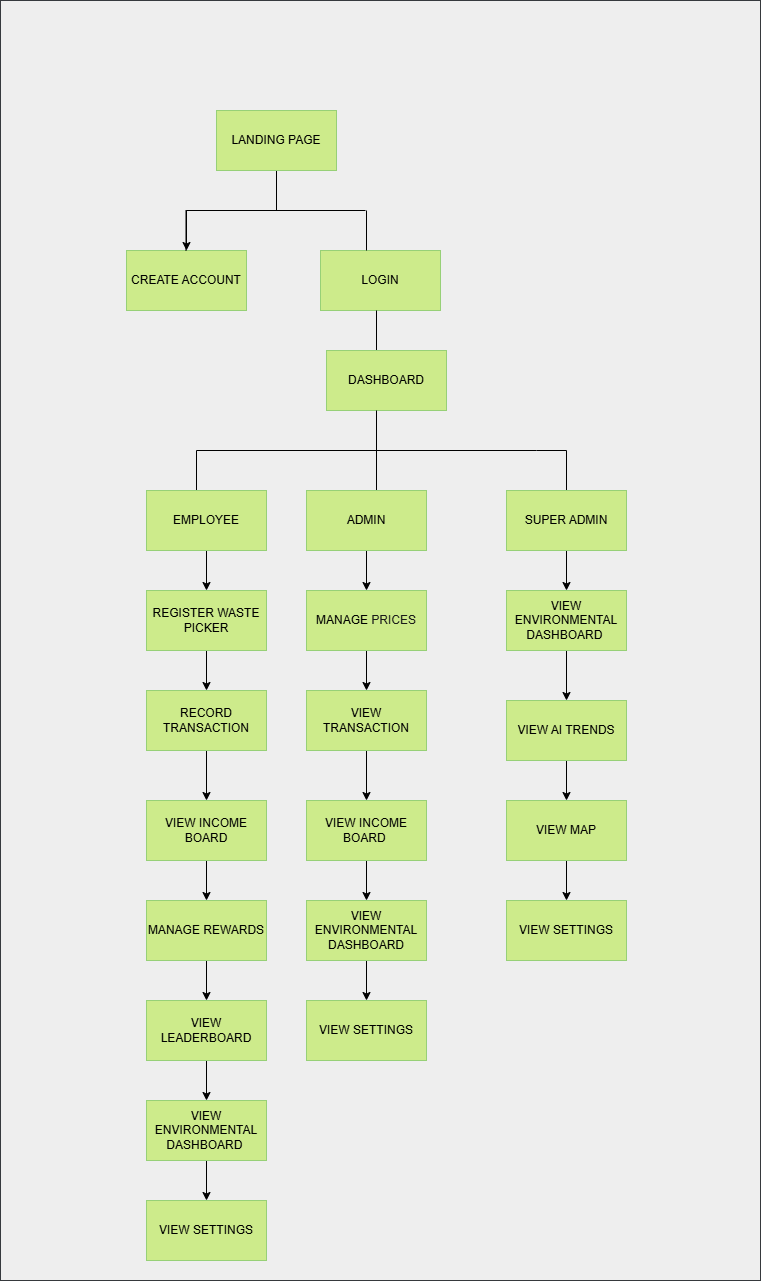 LANDING PAGE
CREATE ACCOUNT
LOGIN
DASHBOARD
EMPLOYEE
ADMIN
SUPER ADMIN
REGISTER WASTE
PICKER
MANAGE PRICES
VIEW
ENVIRONMENTAL
DASHBOARD
RECORD
TRANSACTION
VIEW
TRANSACTION
VIEW AI TRENDS
VIEW INCOME
BOARD
VIEW INCOME
BOARD
VIEW MAP
MANAGE REWARDS
VIEW
ENVIRONMENTAL
DASHBOARD
VIEW SETTINGS
VIEW
LEADERBOARD
VIEW SETTINGS
VIEW
ENVIRONMENTAL
DASHBOARD
VIEW SETTINGS